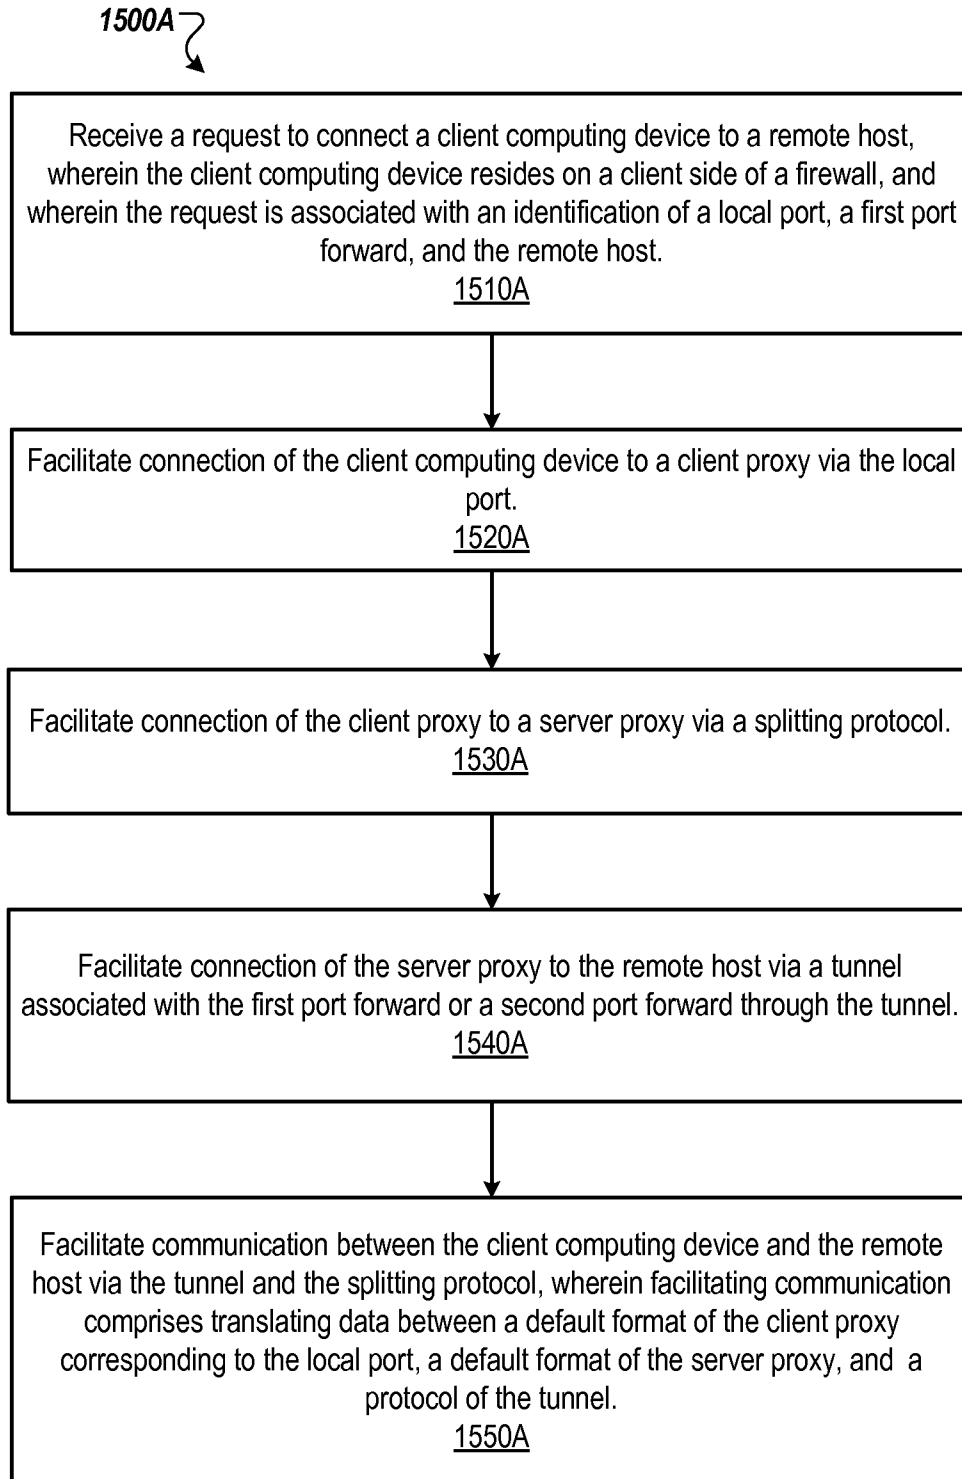 1500A
Receive a request to connect a client computing device to a remote host,
wherein the client computing device resides on a client side of a firewall, and
wherein the request is associated with an identification of a local port, a first port
forward, and the remote host.
1510A
Facilitate connection of the client computing device to a client proxy via the local
port.
1520A
Facilitate connection of the client proxy to a server proxy via a splitting protocol.
1530A
Facilitate connection of the server proxy to the remote host via a tunnel
associated with the first port forward or a second port forward through the tunnel.
1540A
Facilitate communication between the client computing device and the remote
host via the tunnel and the splitting protocol, wherein facilitating communication
comprises translating data between a default format of the client proxy
corresponding to the local port, a default format of the server proxy, and a
protocol of the tunnel.
1550A